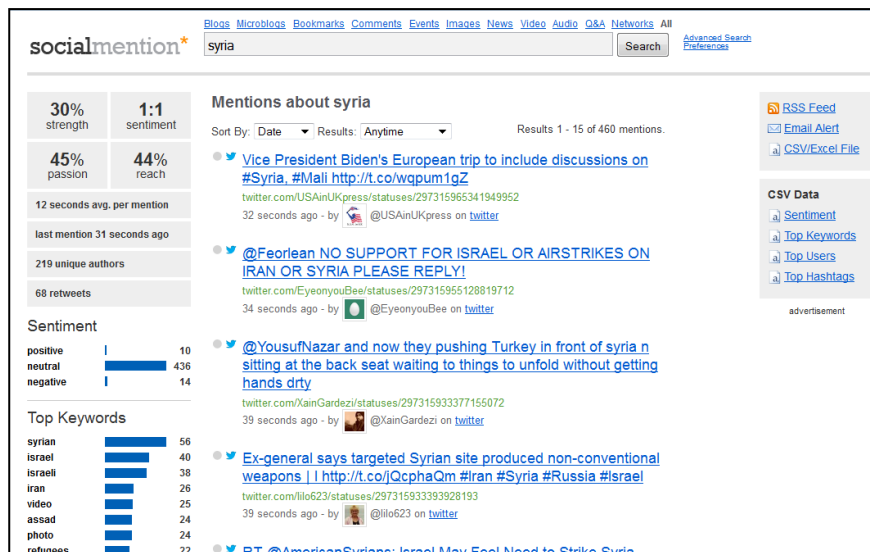 Blogs Microblogs Bookmarks Comments Events Images News Video Audio Q&A Networks All
socialmention*
syria
Search
Advanced Search
Preferences
30%
strength
1:1
sentiment
45%
passion
44%
reach
12 seconds avg. per mention
last mention 31 seconds ago
219 unique authors
68 retweets
Sentiment
positive 10
neutral 436
negative 14
Top Keywords
syrian 56
israel 40
israeli 38
iran 26
video 25
assad 24
photo 24
refugees 22
Mentions about syria
Sort By: Date Results: Anytime Results 1 - 15 of 460 mentions.
Vice President Biden's European trip to include discussions on
#Syria, #Mali http://t.co/wqpum1gZ
twitter.com/USAinUKpress/statuses/297315965341949952
32 seconds ago - by @USAinUKpress on twitter
@Feorlean NO SUPPORT FOR ISRAEL OR AIRSTRIKES ON
IRAN OR SYRIA PLEASE REPLY!
twitter.com/EyeonyouBee/statuses/297315955128819712
34 seconds ago - by @EyeonyouBee on twitter
@YousufNazar and now they pushing Turkey in front of syria n
sitting at the back seat waiting to things to unfold without getting
hands drty
twitter.com/XainGardezi/statuses/297315933377155072
39 seconds ago - by @XainGardezi on twitter
Ex-general says targeted Syrian site produced non-conventional
weapons | I http://t.co/jQcphaQm #Iran #Syria #Russia #Israel
twitter.com/lilo623/statuses/297315933393928193
39 seconds ago - by @lilo623 on twitter
RT @AmericanSyrians: Israel May Feel Need to Strike Syria
RSS Feed
Email Alert
CSV/Excel File
CSV Data
Sentiment
Top Keywords
Top Users
Top Hashtags
advertisement